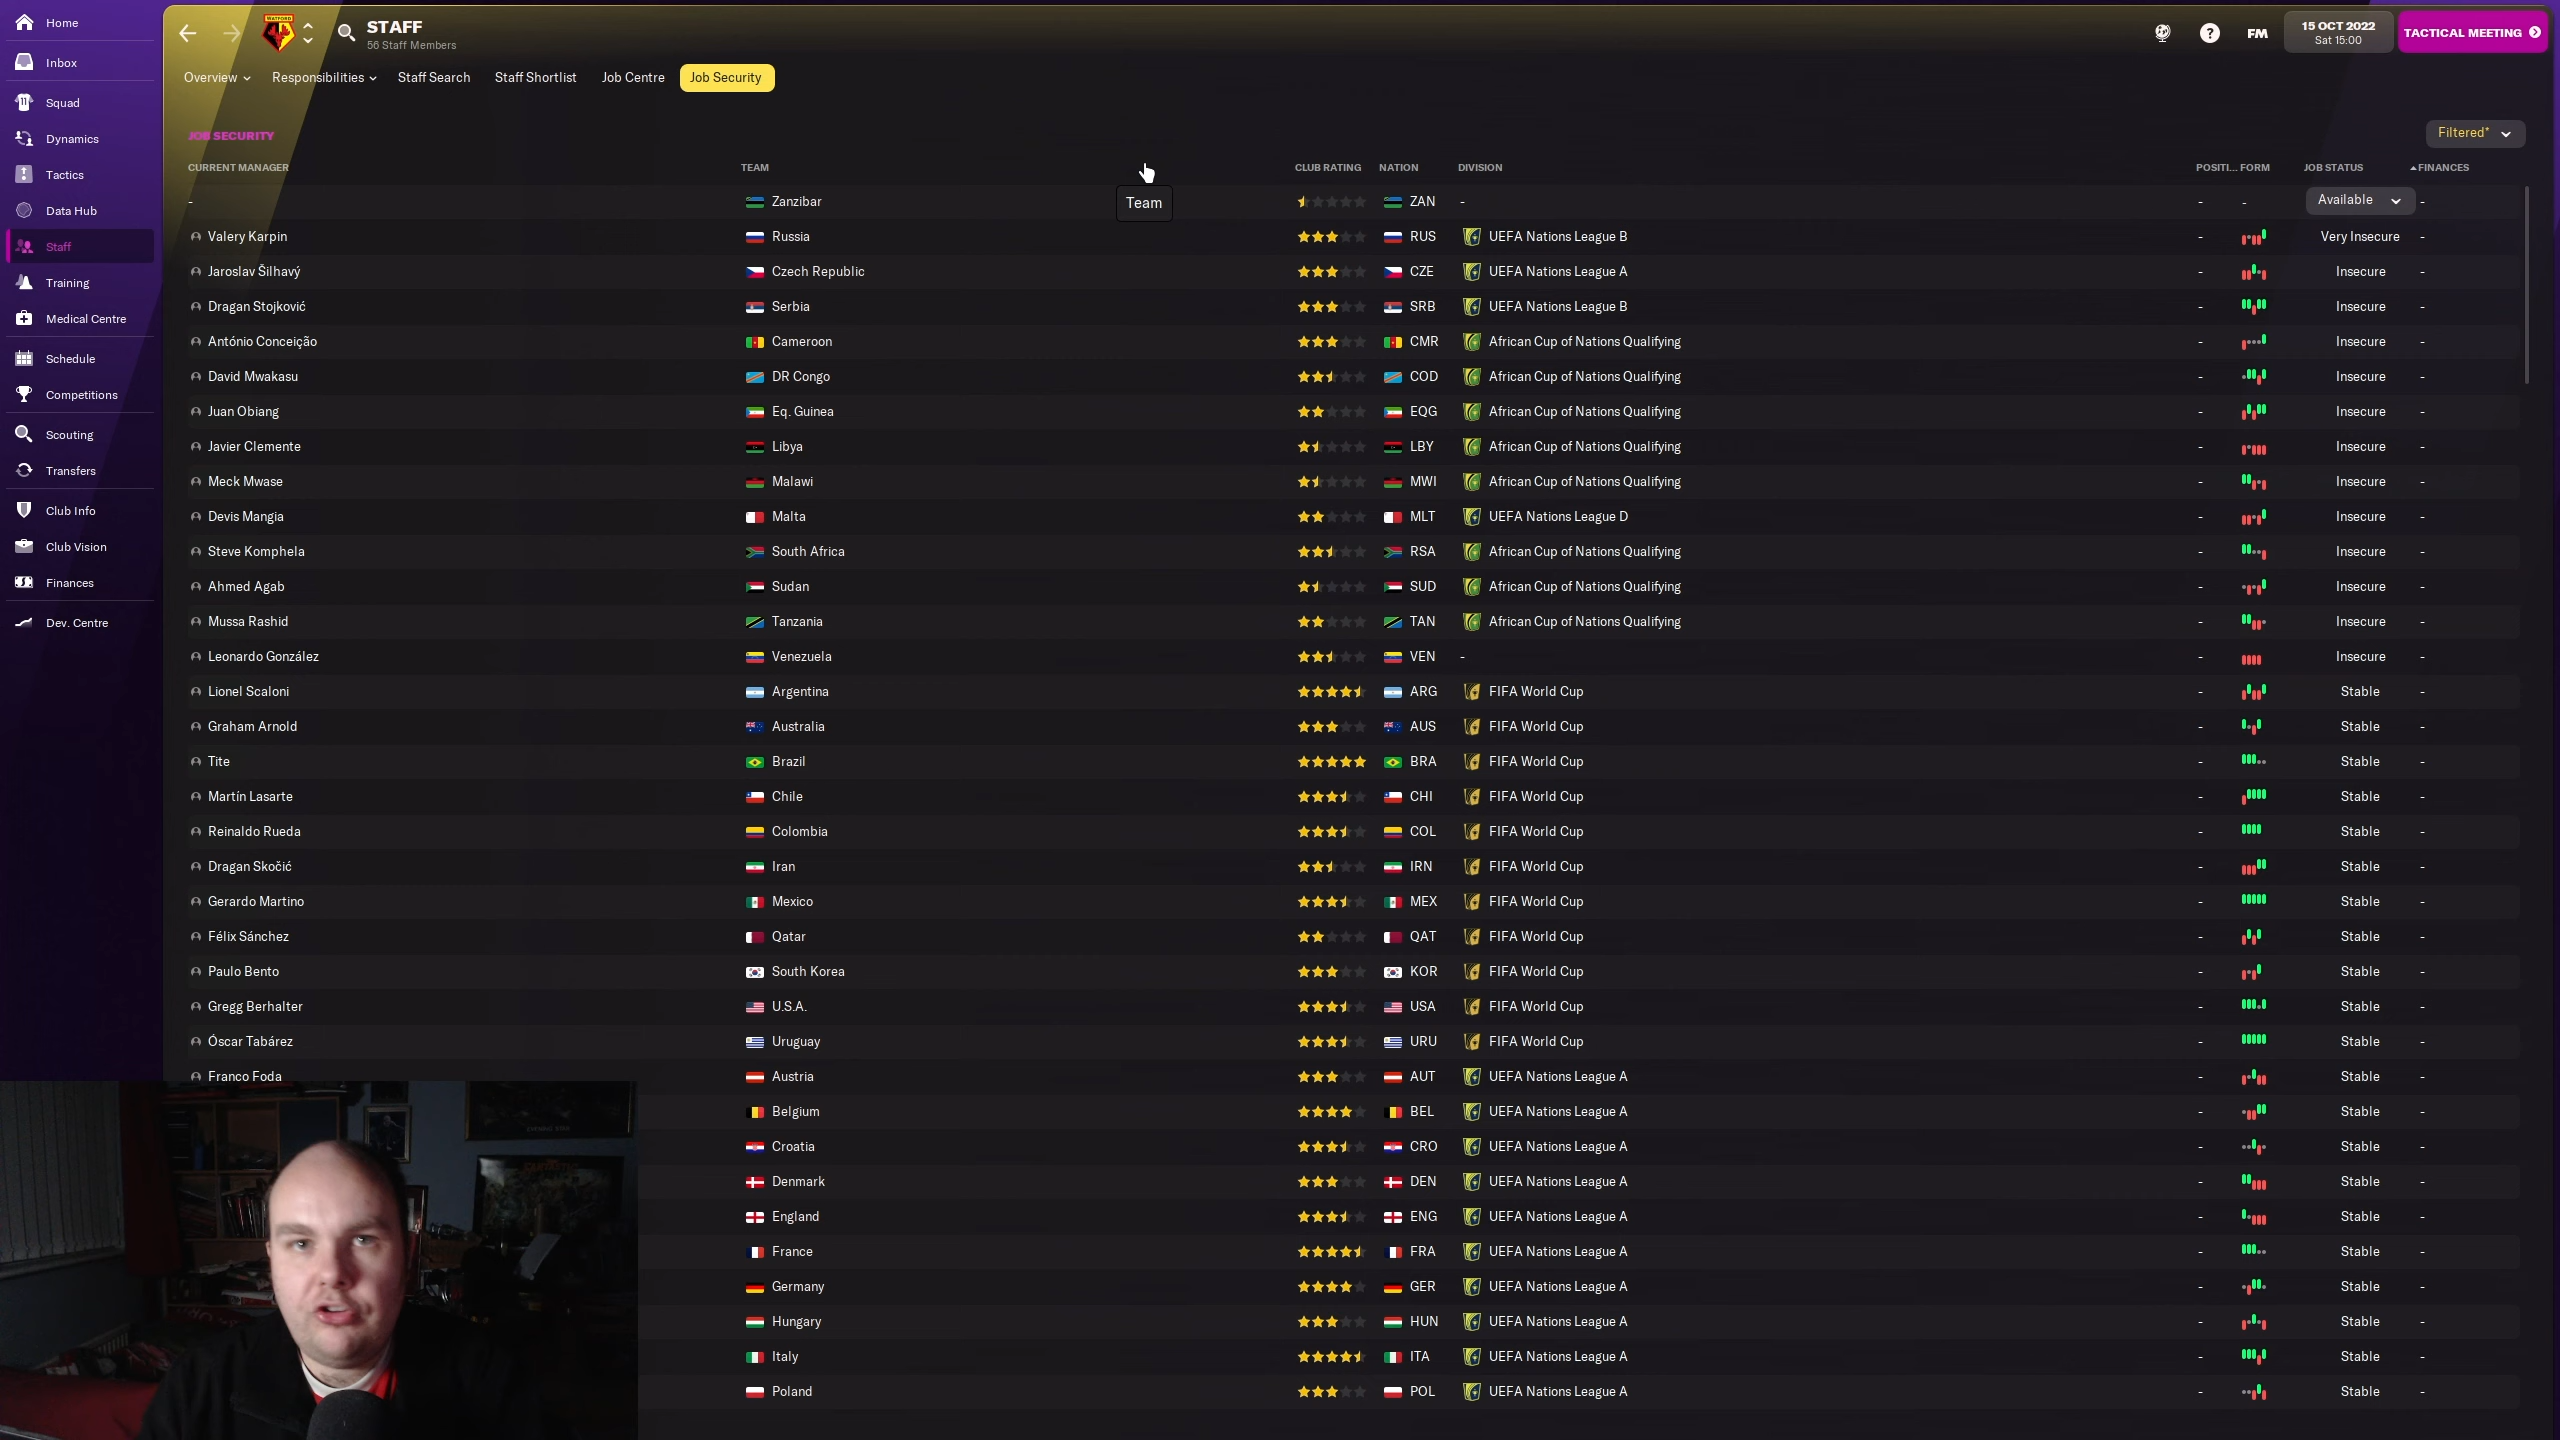 Home
Inbox
Squad
Dynamics
Tactics
Data Hub
Staff
Training
Medical Centre
Schedule
Competitions
Scouting
Transfers
Club Info
Club Vision
Finances
Dev. Centre
WATFORD
STAFF
56 Staff Members
FM
15 OCT 2022
Sat 15:00
TACTICAL MEETING
Overview Responsibilities Staff Search Staff Shortlist Job Centre Job Security
JOB SECURITY
Filtered*
CURRENT MANAGER TEAM CLUB RATING NATION DIVISION POSITI... FORM JOB STATUS FINANCES
- Zanzibar ZAN - - - Available -
Team
Valery Karpin Russia RUS UEFA Nations League B - Very Insecure -
Jaroslav Šilhavý Czech Republic CZE UEFA Nations League A - Insecure -
Dragan Stojković Serbia SRB UEFA Nations League B - Insecure -
António Conceição Cameroon CMR African Cup of Nations Qualifying - Insecure -
David Mwakasu DR Congo COD African Cup of Nations Qualifying - Insecure -
Juan Obiang Eq. Guinea EQG African Cup of Nations Qualifying - Insecure -
Javier Clemente Libya LBY African Cup of Nations Qualifying - Insecure -
Meck Mwase Malawi MWI African Cup of Nations Qualifying - Insecure -
Devis Mangia Malta MLT UEFA Nations League D - Insecure -
Steve Komphela South Africa RSA African Cup of Nations Qualifying - Insecure -
Ahmed Agab Sudan SUD African Cup of Nations Qualifying - Insecure -
Mussa Rashid Tanzania TAN African Cup of Nations Qualifying - Insecure -
Leonardo González Venezuela VEN - - Insecure -
Lionel Scaloni Argentina ARG FIFA World Cup - Stable -
Graham Arnold Australia AUS FIFA World Cup - Stable -
Tite Brazil BRA FIFA World Cup - Stable -
Martín Lasarte Chile CHI FIFA World Cup - Stable -
Reinaldo Rueda Colombia COL FIFA World Cup - Stable -
Dragan Skočić Iran IRN FIFA World Cup - Stable -
Gerardo Martino Mexico MEX FIFA World Cup - Stable -
Félix Sánchez Qatar QAT FIFA World Cup - Stable -
Paulo Bento South Korea KOR FIFA World Cup - Stable -
Gregg Berhalter U.S.A. USA FIFA World Cup - Stable -
Óscar Tabárez Uruguay URU FIFA World Cup - Stable -
Franco Foda Austria AUT UEFA Nations League A - Stable -
Belgium BEL UEFA Nations League A - Stable -
Croatia CRO UEFA Nations League A - Stable -
Denmark DEN UEFA Nations League A - Stable -
England ENG UEFA Nations League A - Stable -
France FRA UEFA Nations League A - Stable -
Germany GER UEFA Nations League A - Stable -
Hungary HUN UEFA Nations League A - Stable -
Italy ITA UEFA Nations League A - Stable -
Poland POL UEFA Nations League A - Stable -